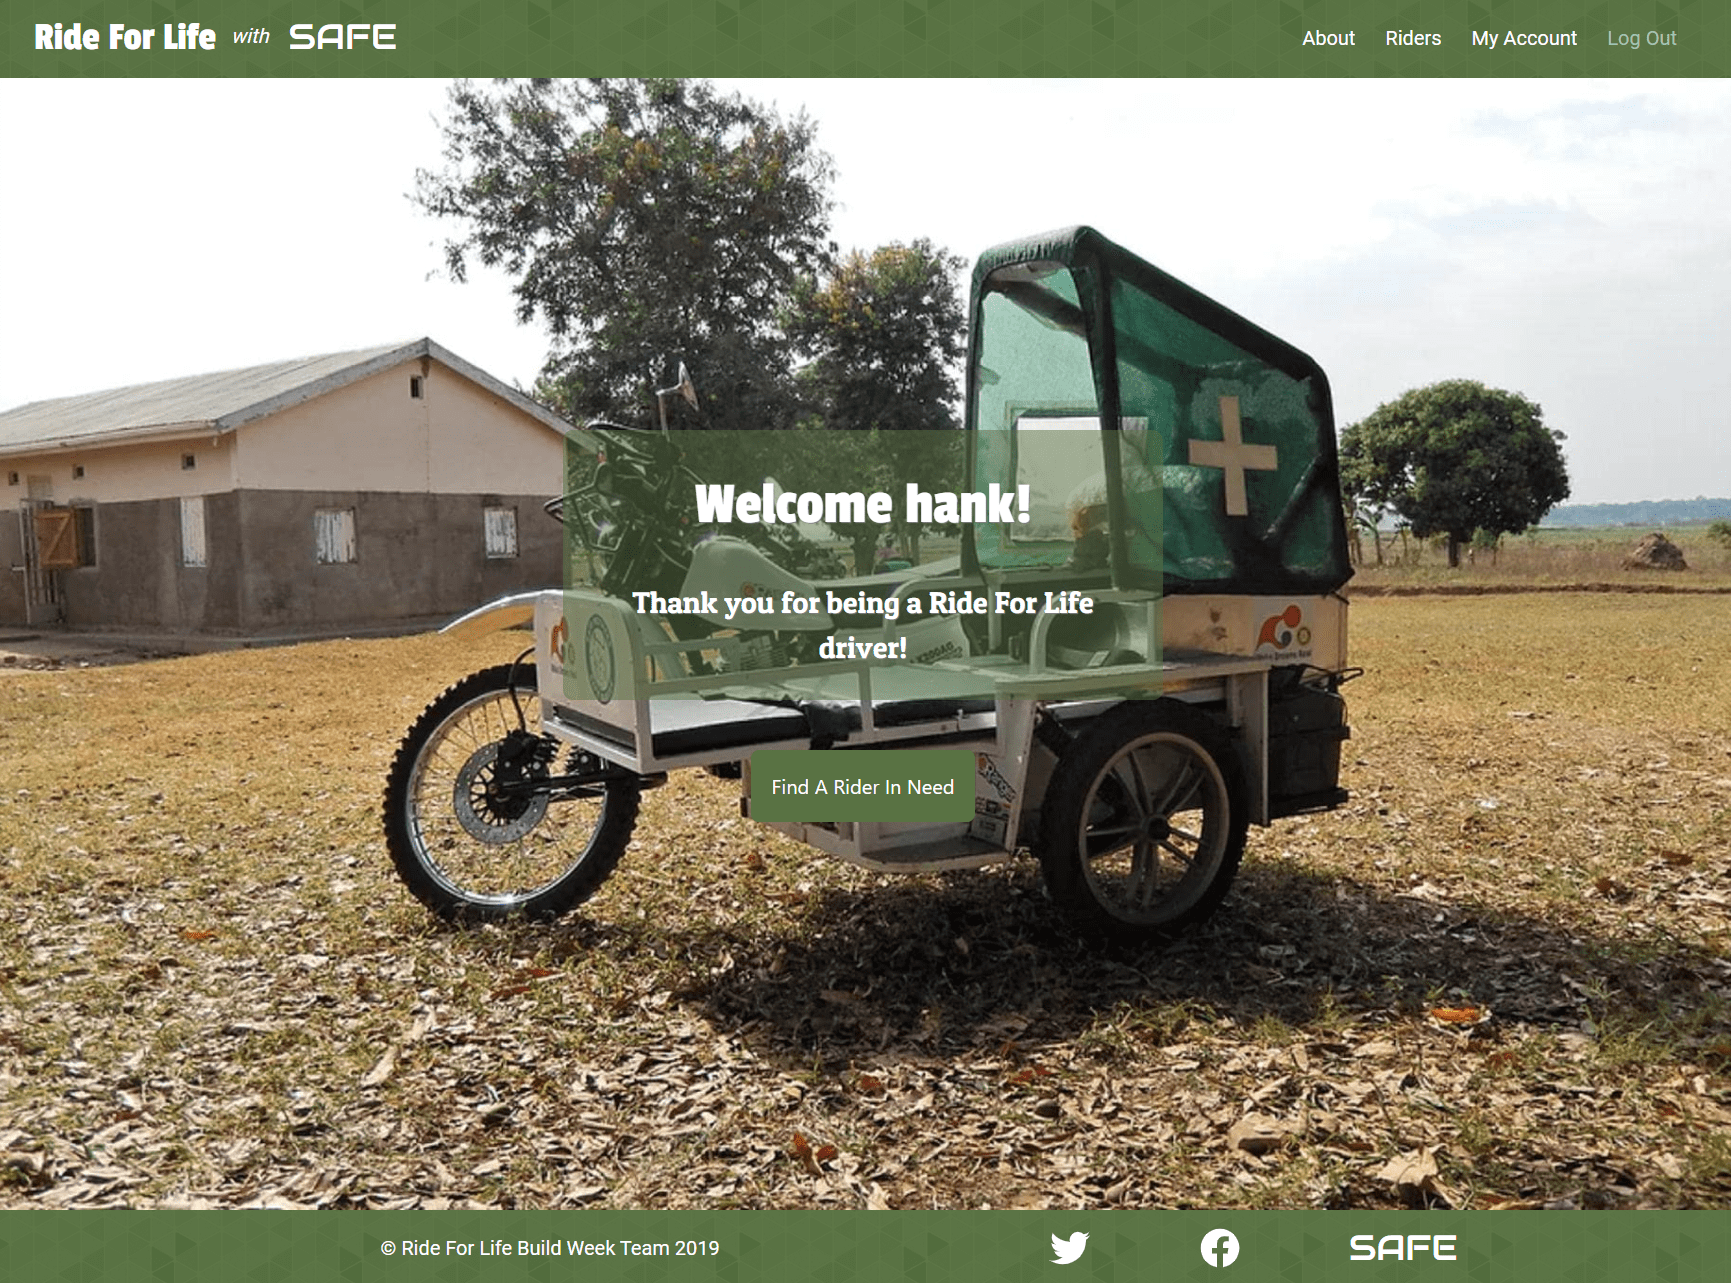 Ride For Life with SAFE
About Riders My Account Log Out
Welcome hank!
Thank you for being a Ride For Life
driver!
Find A Rider In Need
© Ride For Life Build Week Team 2019
SAFE